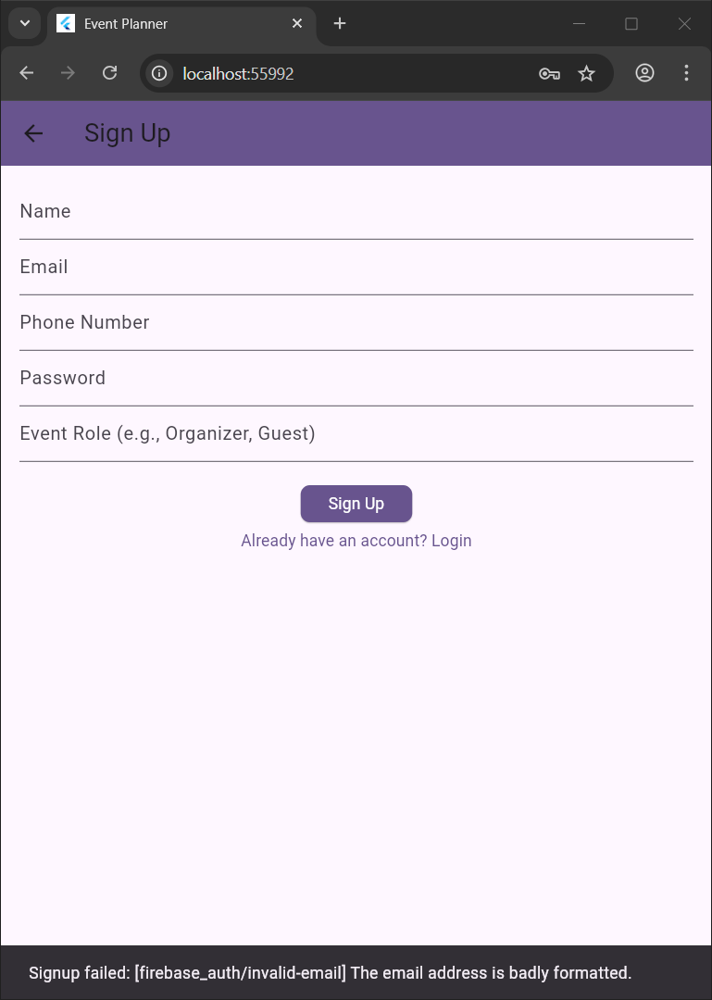 Event Planner
localhost:55992
Sign Up
Name
Email
Phone Number
Password
Event Role (e.g., Organizer, Guest)
Sign Up
Already have an account? Login
Signup failed: [firebase_auth/invalid-email] The email address is badly formatted.